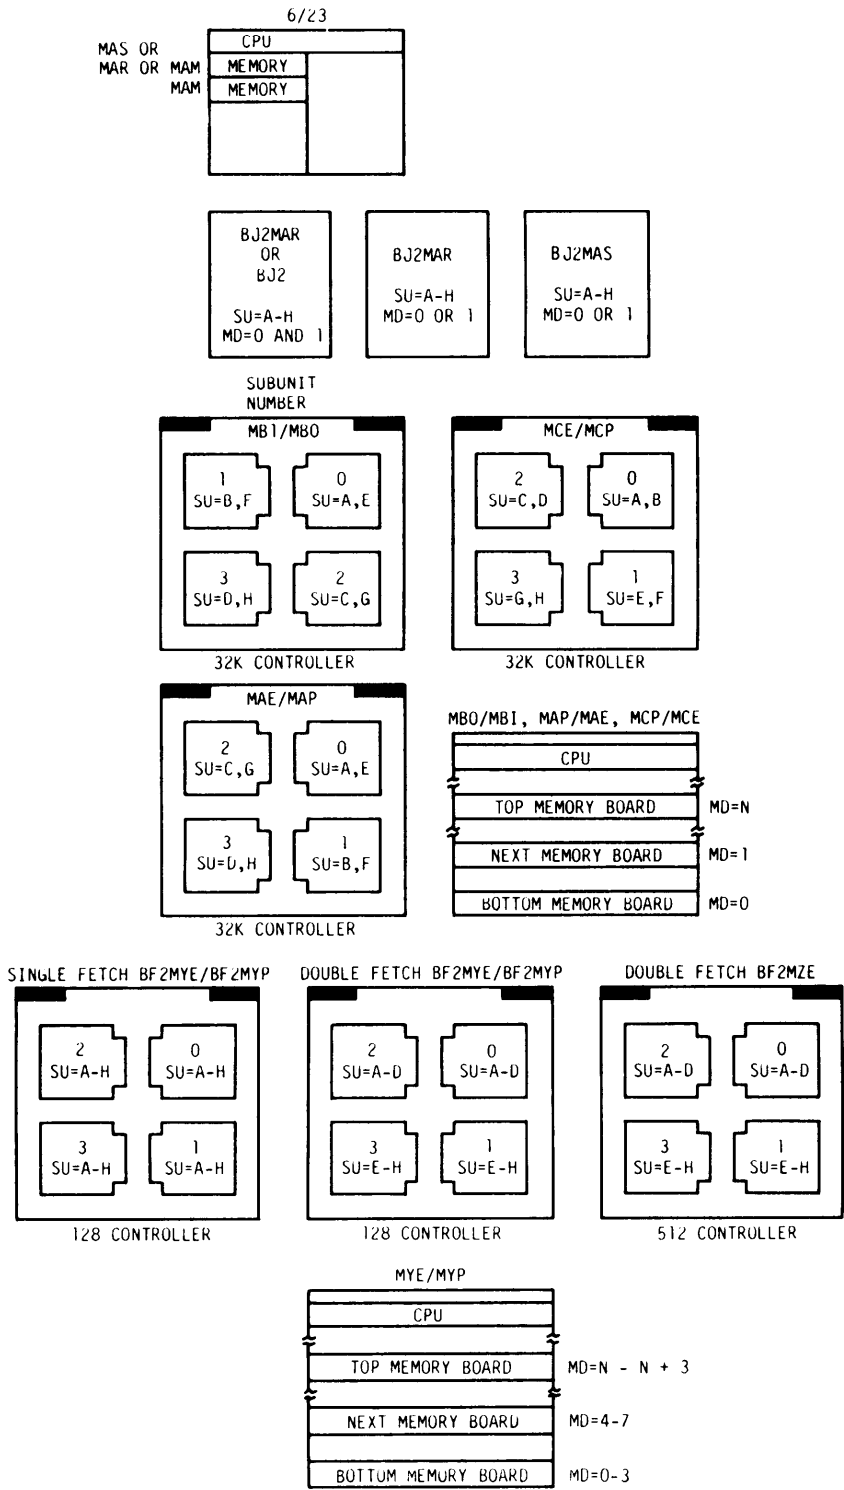 6/23
CPU
MAS OR
MAR OR MAM
MEMORY
MAM
MEMORY
BJ2MAR
OR
BJ2
SU=A-H
MD=0 AND 1
BJ2MAR
SU=A-H
MD=0 OR 1
BJ2MAS
SU=A-H
MD=0 OR 1
SUBUNIT
NUMBER
MB1/MBO
1
SU=B,F
0
SU=A,E
3
SU=D,H
2
SU=C,G
32K CONTROLLER
MCE/MCP
2
SU=C,D
0
SU=A,B
3
SU=G,H
1
SU=E,F
32K CONTROLLER
MAE/MAP
2
SU=C,G
0
SU=A,E
3
SU=D,H
1
SU=B,F
32K CONTROLLER
MBO/MBI, MAP/MAE, MCP/MCE
CPU
TOP MEMORY BOARD MD=N
NEXT MEMORY BOARD MD=1
BOTTOM MEMORY BOARD MD=0
SINGLE FETCH BF2MYE/BF2MYP
2
SU=A-H
0
SU=A-H
3
SU=A-H
1
SU=A-H
128 CONTROLLER
DOUBLE FETCH BF2MYE/BF2MYP
2
SU=A-D
0
SU=A-D
3
SU=E-H
1
SU=E-H
128 CONTROLLER
DOUBLE FETCH BF2MZE
2
SU=A-D
0
SU=A-D
3
SU=E-H
1
SU=E-H
512 CONTROLLER
MYE/MYP
CPU
TOP MEMORY BOARD MD=N - N + 3
NEXT MEMORY BOARD MD=4-7
BOTTOM MEMORY BOARD MD=0-3